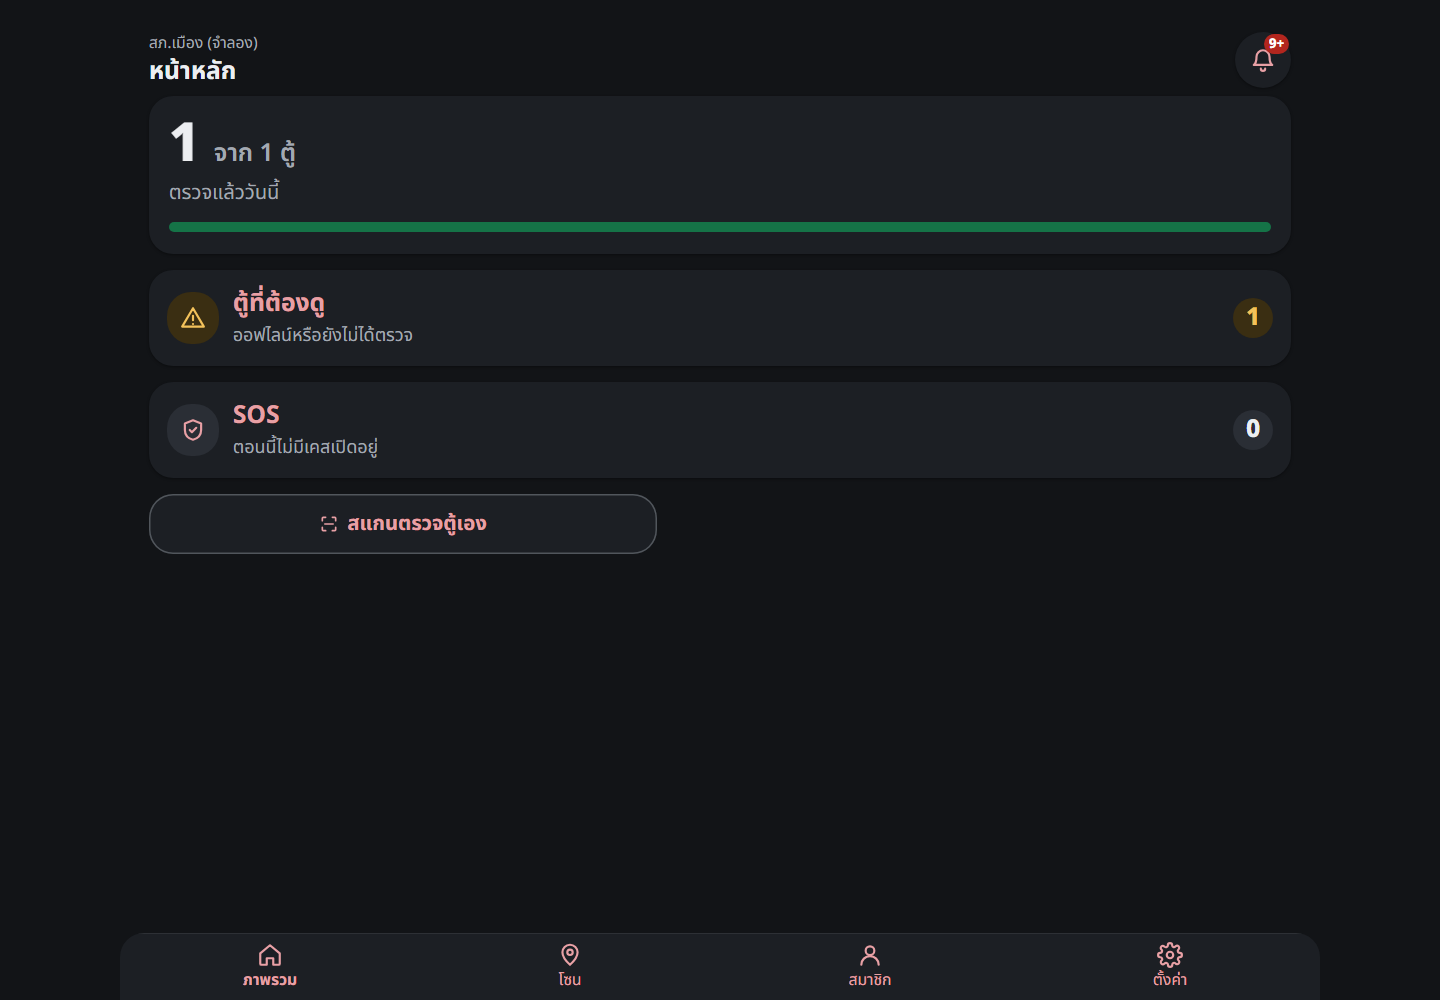 สภ.เมือง (จำลอง)
หน้าหลัก
9+
1 จาก 1 ตู้
ตรวจแล้ววันนี้
ตู้ที่ต้องดู
ออฟไลน์หรือยังไม่ได้ตรวจ
1
SOS
ตอนนี้ไม่มีเคสเปิดอยู่
0
สแกนตรวจตู้เอง
ภาพรวม
โซน
สมาชิก
ตั้งค่า